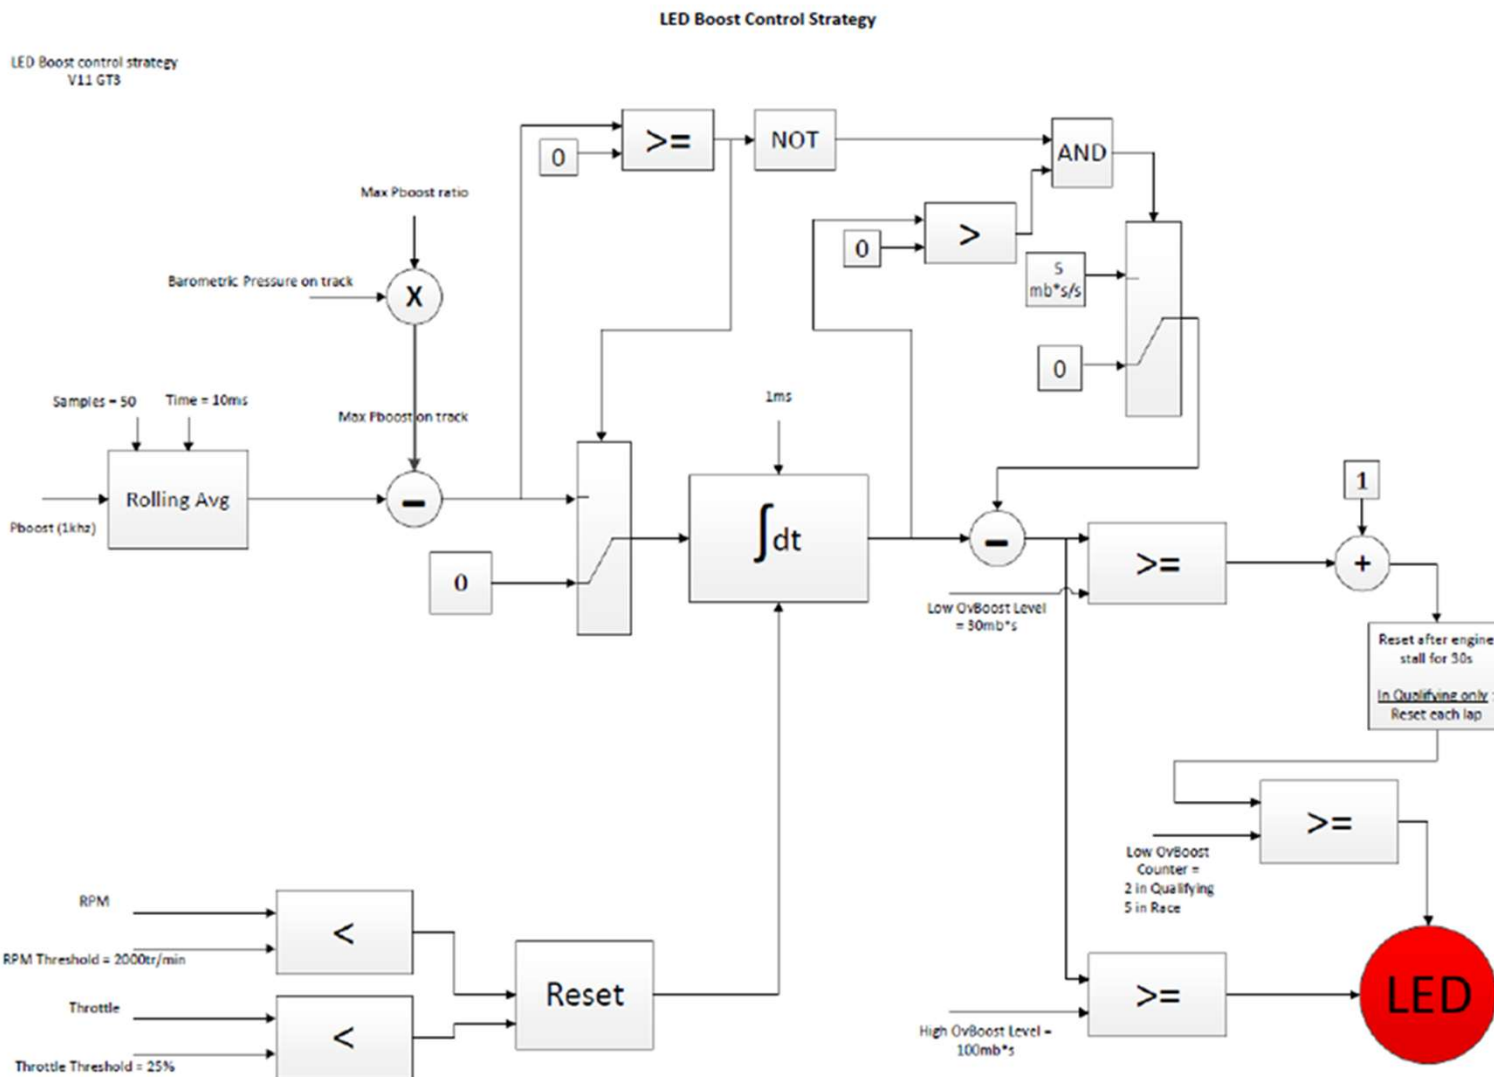 LED Boost Control Strategy
LED Boost control strategy
V11 GT3
>=
NOT
AND
0
Max Pboost ratio
>
0
5
mb*s/s
Barometric Pressure on track
X
0
Samples = 50
Time = 10ms
1ms
Max Pboost on track
Rolling Avg
-
1
Pboost (1khz)
∫dt
-
>=
+
0
Low OvBoost Level
= 30mb*s
Reset after engine
stall for 30s
In Qualifying only :
Reset each lap
>=
Low OvBoost
Counter =
2 in Qualifying
5 in Race
RPM
<
RPM Threshold = 2000tr/min
Reset
>=
LED
Throttle
<
High OvBoost Level =
100mb*s
Throttle Threshold = 25%